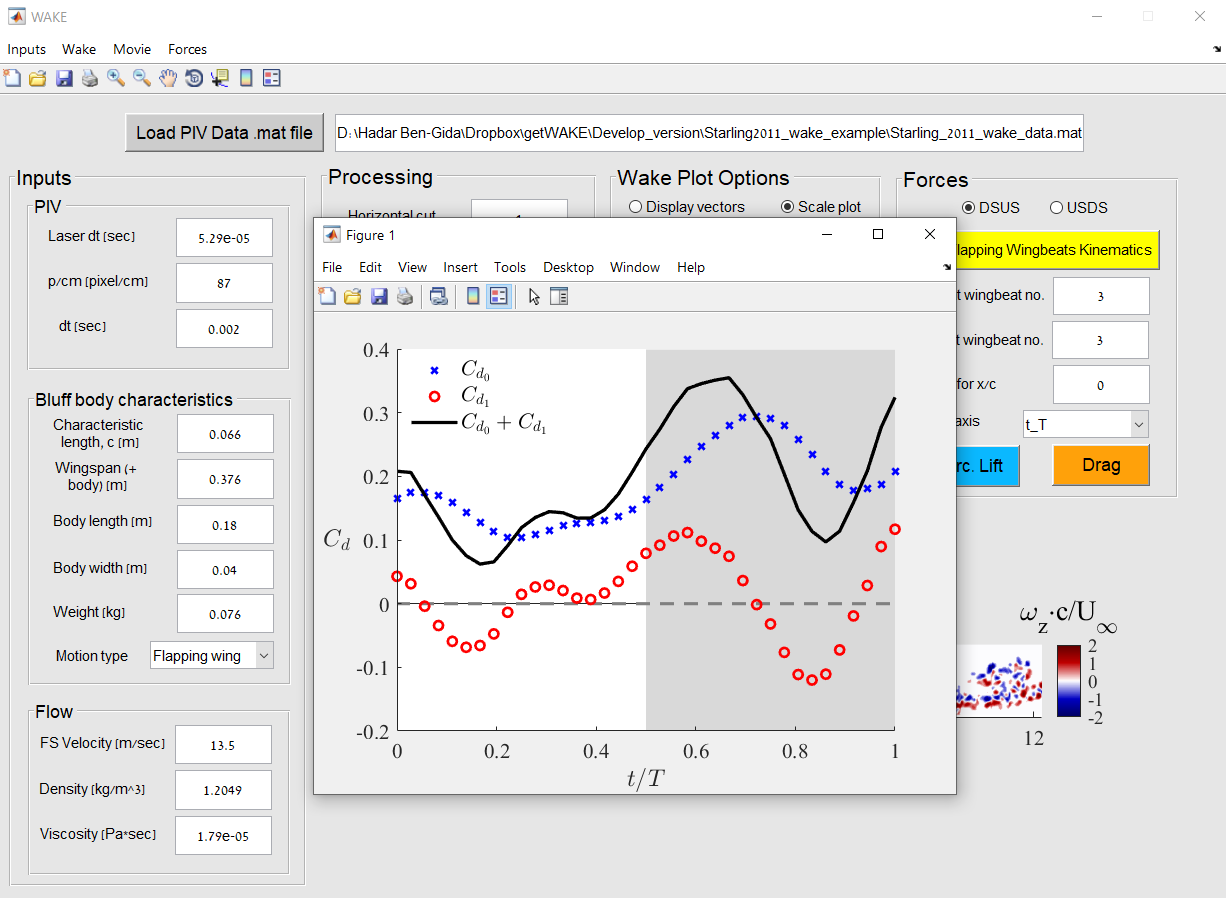 WAKE
Inputs Wake Movie Forces
Load PIV Data .mat file
D:\Hadar Ben-Gida\Dropbox\getWAKE\Develop_version\Starling2011_wake_example\Starling_2011_wake_data.mat
Inputs
PIV
Laser dt [sec] 5.29e-05
p/cm [pixel/cm] 87
dt [sec] 0.002
Bluff body characteristics
Characteristic
length, c [m] 0.066
Wingspan (+
body) [m] 0.376
Body length [m] 0.18
Body width [m] 0.04
Weight [kg] 0.076
Motion type Flapping wing
Flow
FS Velocity [m/sec] 13.5
Density [kg/m^3] 1.2049
Viscosity [Pa*sec] 1.79e-05
Processing
Horizontal cut
Wake Plot Options
Display vectors Scale plot
Forces
DSUS USDS
lapping Wingbeats Kinematics
t wingbeat no. 3
t wingbeat no. 3
for x/c 0
axis t_T
rc. Lift Drag
Figure 1
File Edit View Insert Tools Desktop Window Help
C_{d_0}
C_{d_1}
C_{d_0} + C_{d_1}
C_d
0.4
0.3
0.2
0.1
0
-0.1
-0.2
0 0.2 0.4 0.6 0.8 1
t/T
ω_z·c/U_∞
2
1
0
-1
-2
12